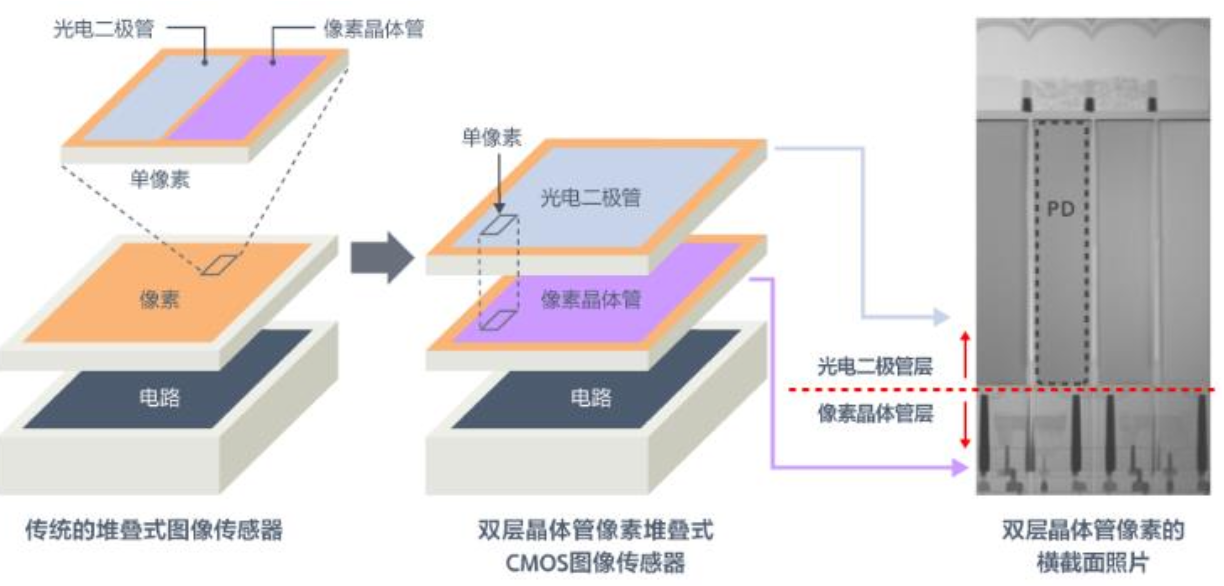 光电二极管
像素晶体管
单像素
像素
电路
传统的堆叠式图像传感器
单像素
光电二极管
像素晶体管
电路
双层晶体管像素堆叠式
CMOS图像传感器
PD
光电二极管层
像素晶体管层
双层晶体管像素的
横截面照片